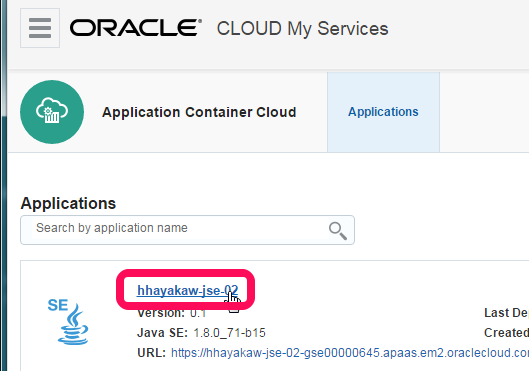 ORACLE® CLOUD My Services
Application Container Cloud
Applications
Applications
Search by application name
SE
hhayakaw-jse-02
Version: 0.1
Last De
Java SE: 1.8.0_71-b15
Created
URL: https://hhayakaw-jse-02-gse00000645.apaas.em2.oraclecloud.co